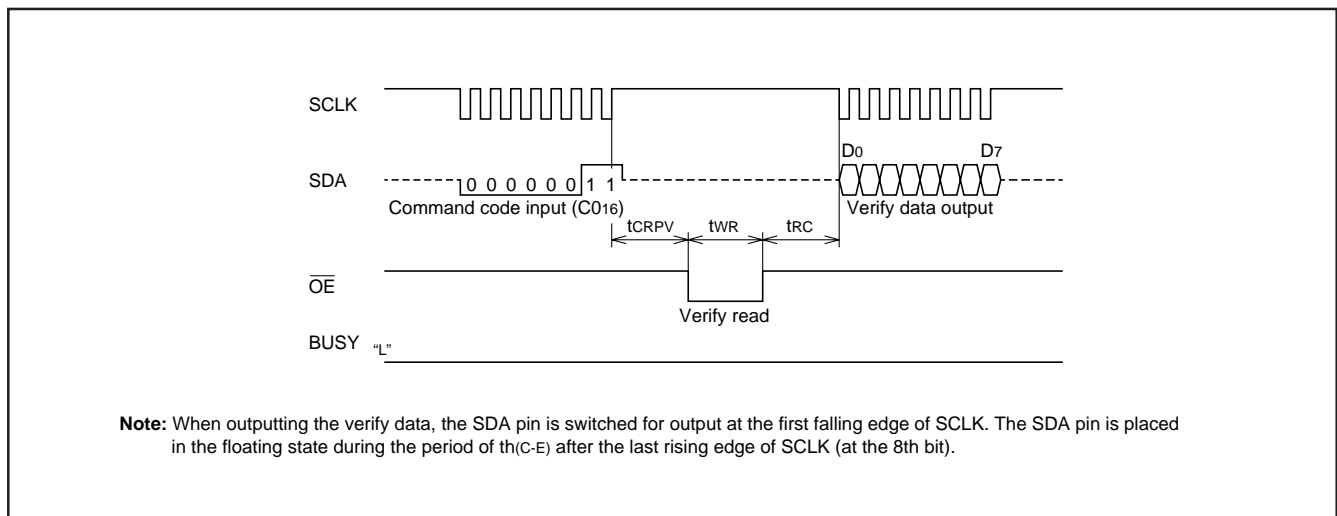 SCLK
D0 D7
SDA 0 0 0 0 0 0 1 1
Command code input (C016) Verify data output
tCRPV tWR tRC
OE
Verify read
BUSY “L”
Note: When outputting the verify data, the SDA pin is switched for output at the first falling edge of SCLK. The SDA pin is placed
in the floating state during the period of th(C-E) after the last rising edge of SCLK (at the 8th bit).